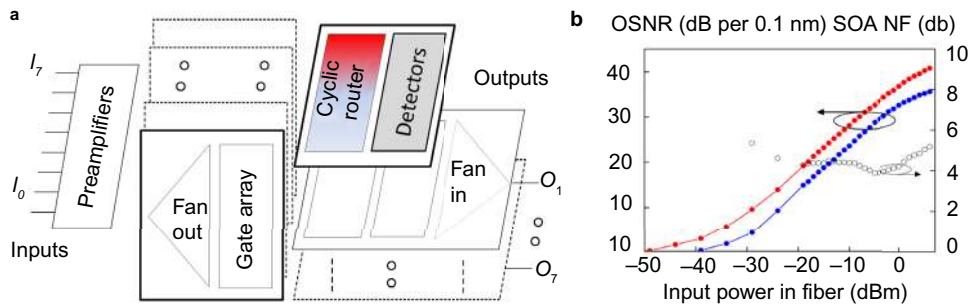 a
I7
Preamplifiers
I0
Inputs
Fan
out
Gate array
Cyclic
router
Detectors
Outputs
Fan
in
O1
O7
b
OSNR (dB per 0.1 nm) SOA NF (db)
40
30
20
10
10
10
8
6
4
2
0
−50 −40 −30 −20 −10 0
Input power in fiber (dBm)